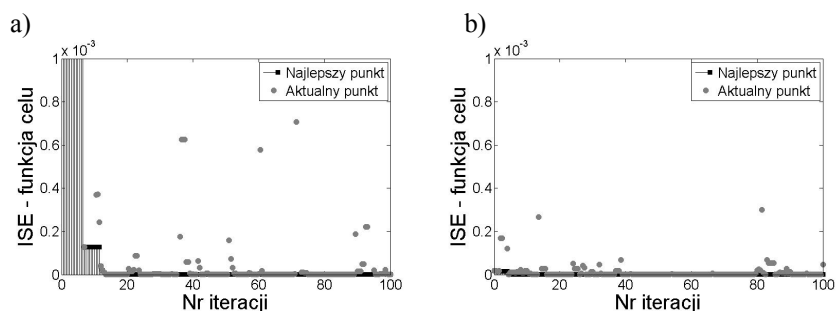 a)
1 x 10⁻³
Najlepszy punkt
Aktualny punkt
0.8
0.6
0.4
0.2
0
0 20 40 60 80 100
Nr iteracji
ISE - funkcja celu
b)
1 x 10⁻³
Najlepszy punkt
Aktualny punkt
0.8
0.6
0.4
0.2
0
0 20 40 60 80 100
Nr iteracji
ISE - funkcja celu